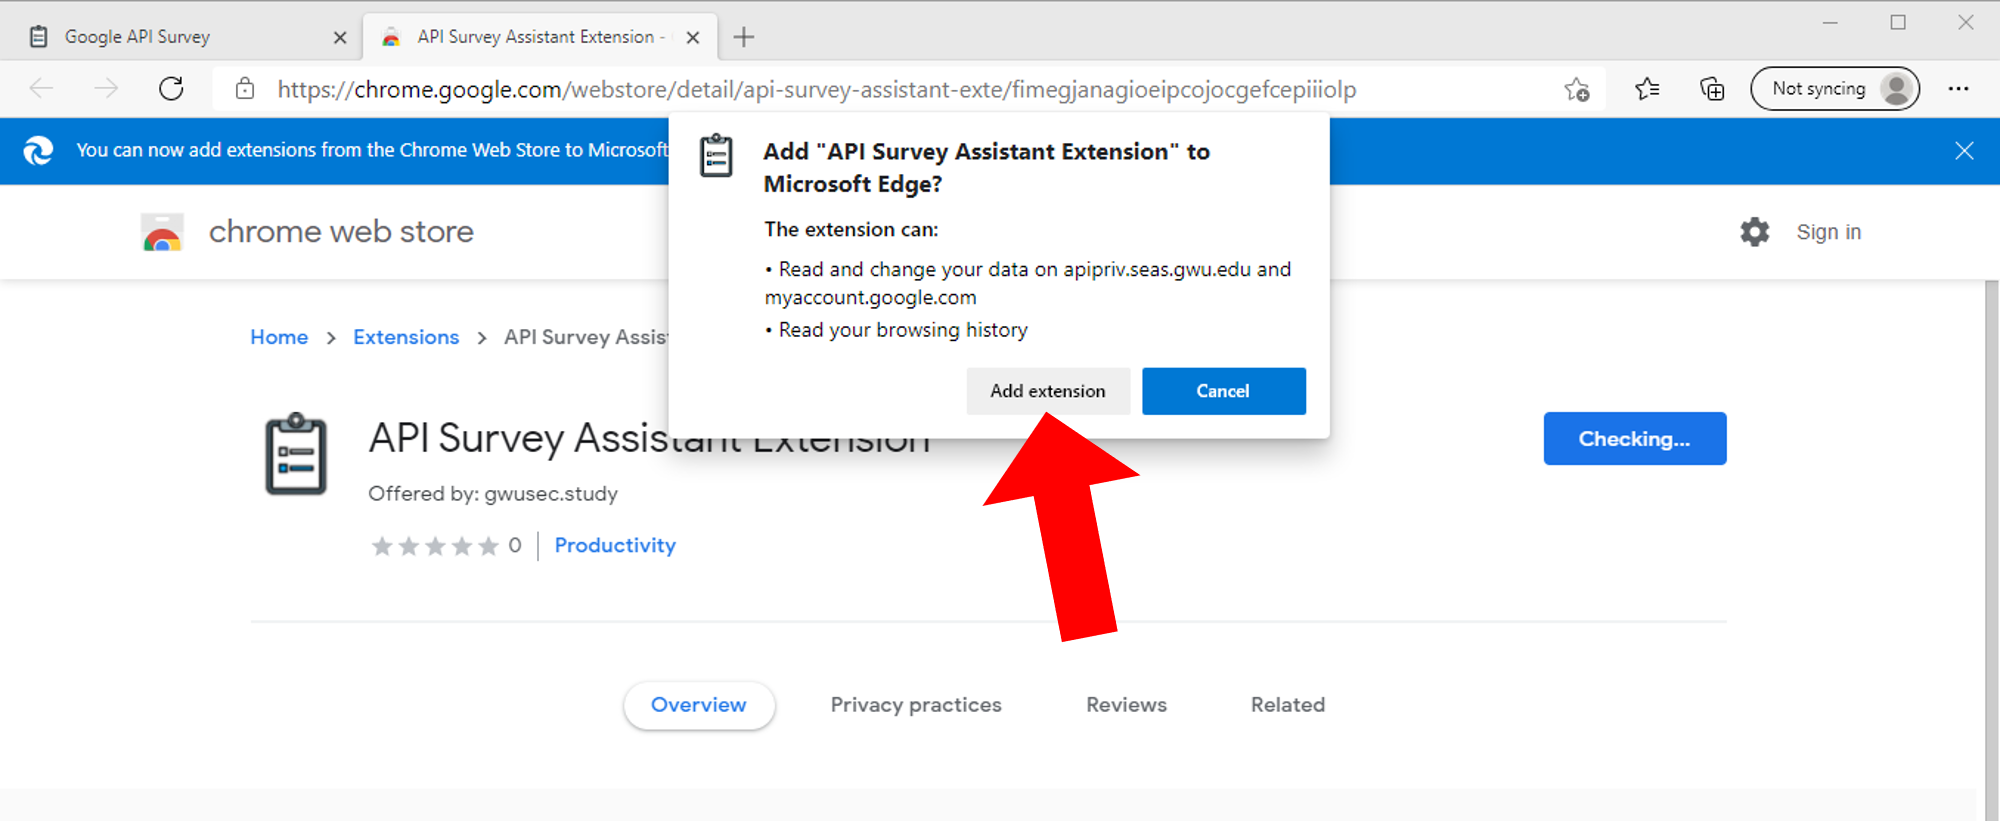 Google API Survey
API Survey Assistant Extension -
https://chrome.google.com/webstore/detail/api-survey-assistant-exte/fimegjanagioeipcojocgefcepiiiolp
Not syncing
You can now add extensions from the Chrome Web Store to Microsoft
Add "API Survey Assistant Extension" to
Microsoft Edge?
The extension can:
• Read and change your data on apipriv.seas.gwu.edu and
myaccount.google.com
• Read your browsing history
Add extension
Cancel
chrome web store
Sign in
Home > Extensions > API Survey Assis
API Survey Assistant Extension
Checking...
Offered by: gwusec.study
0
Productivity
Overview
Privacy practices
Reviews
Related